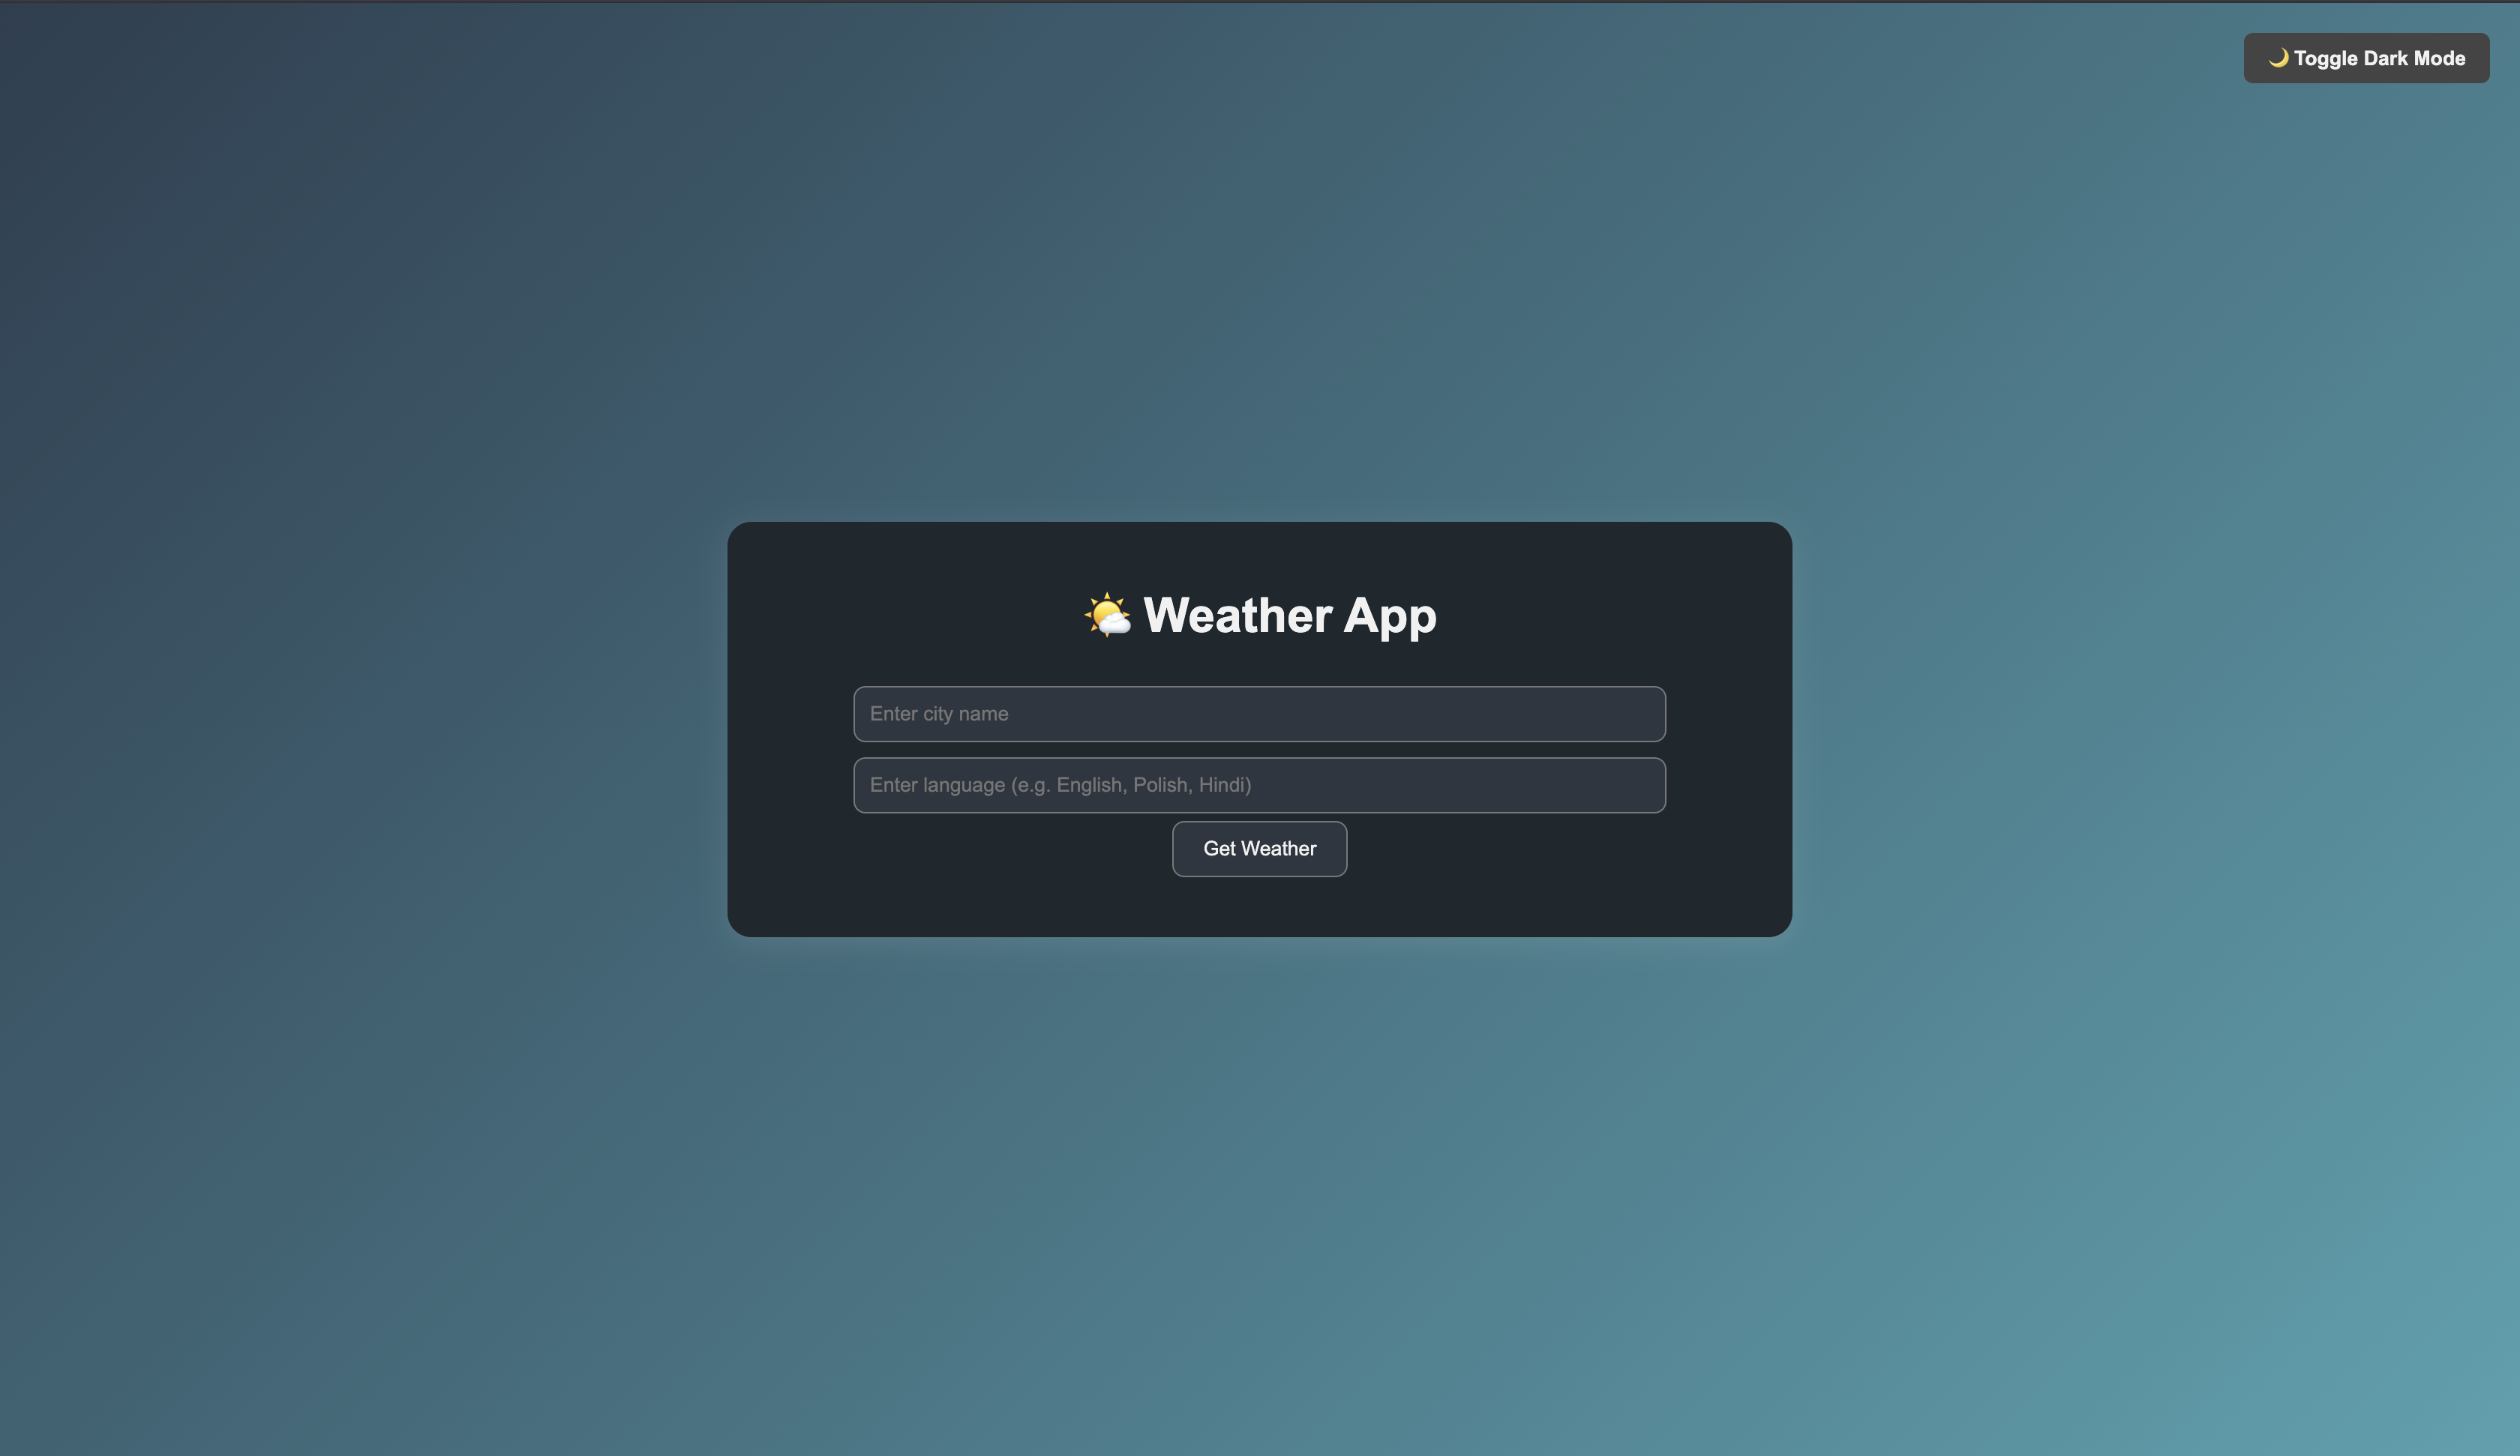 🌙 Toggle Dark Mode
🌤️ Weather App
Enter city name
Enter language (e.g. English, Polish, Hindi)
Get Weather